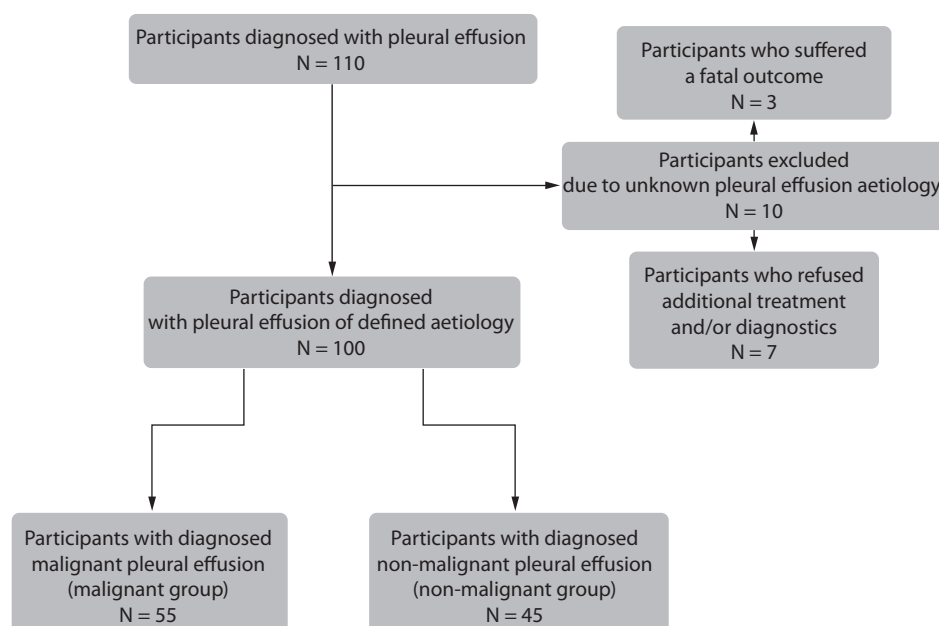 Participants diagnosed with pleural effusion
N = 110
Participants who suffered
a fatal outcome
N = 3
Participants excluded
due to unknown pleural effusion aetiology
N = 10
Participants who refused
additional treatment
and/or diagnostics
N = 7
Participants diagnosed
with pleural effusion of defined aetiology
N = 100
Participants with diagnosed
malignant pleural effusion
(malignant group)
N = 55
Participants with diagnosed
non-malignant pleural effusion
(non-malignant group)
N = 45